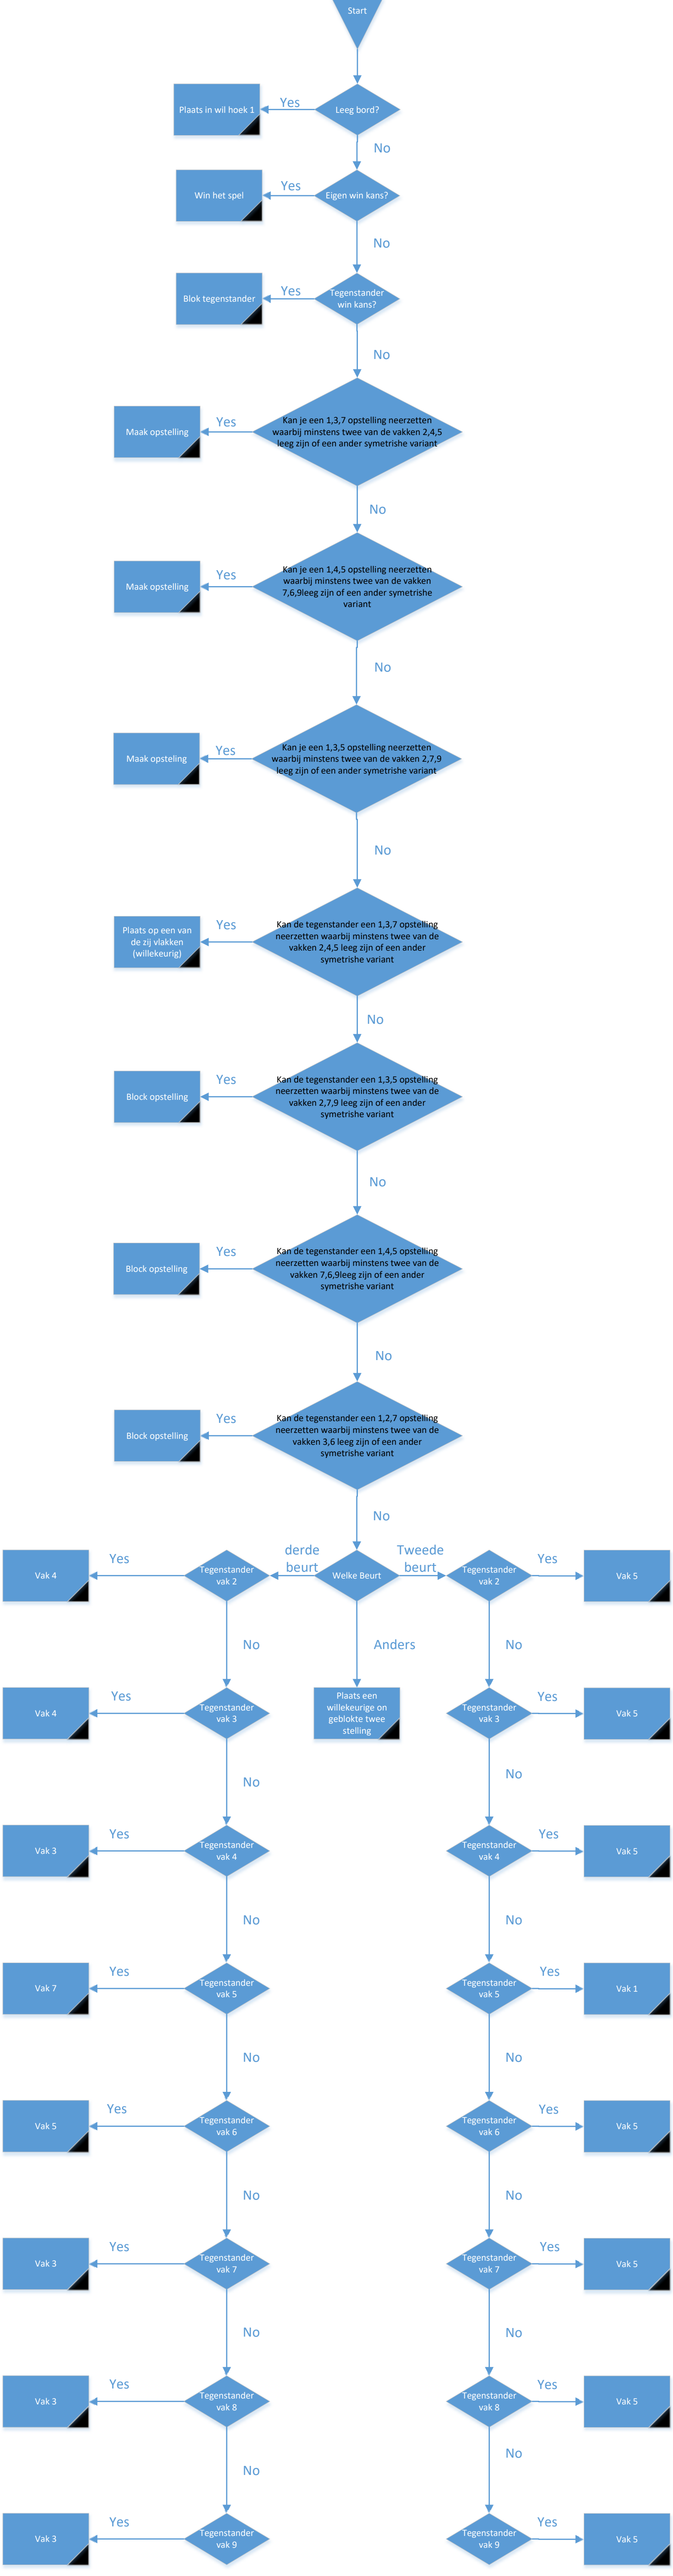 Start
Leeg bord?
Yes
Plaats in wil hoek 1
No
Eigen win kans?
Yes
Win het spel
No
Tegenstander
win kans?
Yes
Blok tegenstander
No
Kan je een 1,3,7 opstelling neerzetten
waarbij minstens twee van de vakken 2,4,5
leeg zijn of een ander symetrishe variant
Yes
Maak opstelling
No
Kan je een 1,4,5 opstelling neerzetten
waarbij minstens twee van de vakken
7,6,9leeg zijn of een ander symetrishe
variant
Yes
Maak opstelling
No
Kan je een 1,3,5 opstelling neerzetten
waarbij minstens twee van de vakken 2,7,9
leeg zijn of een ander symetrishe variant
Yes
Maak opsteling
No
Kan de tegenstander een 1,3,7 opstelling
neerzetten waarbij minstens twee van de
vakken 2,4,5 leeg zijn of een ander
symetrishe variant
Yes
Plaats op een van
de zij vlakken
(willekeurig)
No
Kan de tegenstander een 1,3,5 opstelling
neerzetten waarbij minstens twee van de
vakken 2,7,9 leeg zijn of een ander
symetrishe variant
Yes
Block opstelling
No
Kan de tegenstander een 1,4,5 opstelling
neerzetten waarbij minstens twee van de
vakken 7,6,9leeg zijn of een ander
symetrishe variant
Yes
Block opstelling
No
Kan de tegenstander een 1,2,7 opstelling
neerzetten waarbij minstens twee van de
vakken 3,6 leeg zijn of een ander
symetrishe variant
Yes
Block opstelling
No
Welke Beurt
derde
beurt
Tweede
beurt
Anders
Plaats een
willekeurige on
geblokte twee
stelling
Tegenstander
vak 2
Yes
Vak 4
No
Tegenstander
vak 3
Yes
Vak 4
No
Tegenstander
vak 4
Yes
Vak 3
No
Tegenstander
vak 5
Yes
Vak 7
No
Tegenstander
vak 6
Yes
Vak 5
No
Tegenstander
vak 7
Yes
Vak 3
No
Tegenstander
vak 8
Yes
Vak 3
No
Tegenstander
vak 9
Yes
Vak 3
Tegenstander
vak 2
Yes
Vak 5
No
Tegenstander
vak 3
Yes
Vak 5
No
Tegenstander
vak 4
Yes
Vak 5
No
Tegenstander
vak 5
Yes
Vak 1
No
Tegenstander
vak 6
Yes
Vak 5
No
Tegenstander
vak 7
Yes
Vak 5
No
Tegenstander
vak 8
Yes
Vak 5
No
Tegenstander
vak 9
Yes
Vak 5